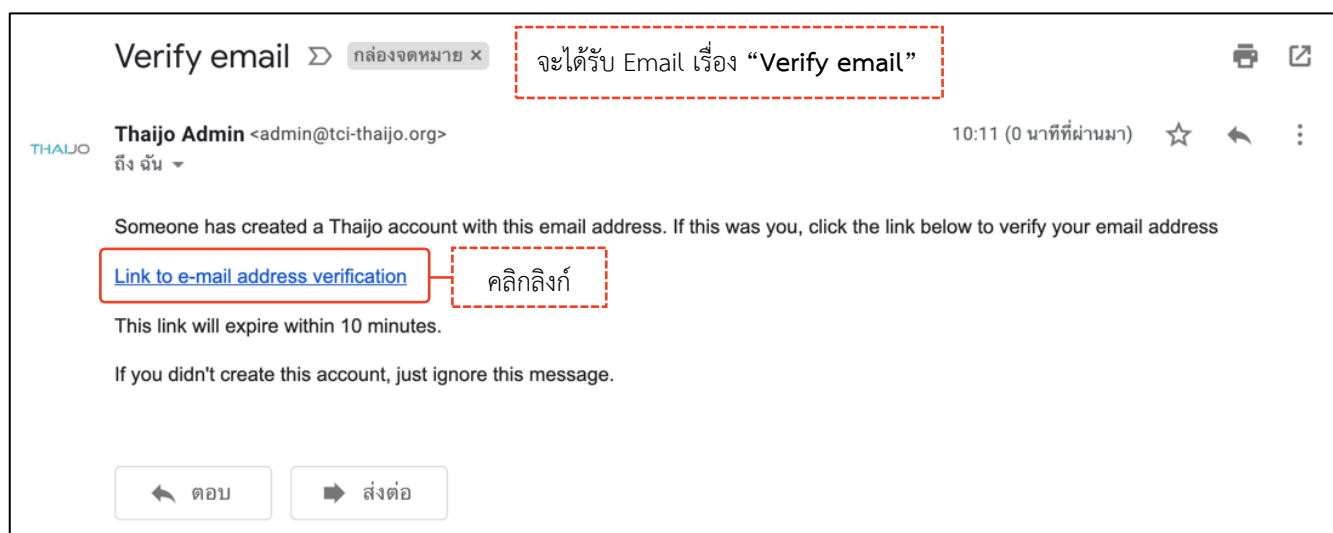 Verify email กล่องจดหมาย ×
จะได้รับ Email เรื่อง “Verify email”
THAIJO
Thaijo Admin <admin@tci-thaijo.org>
10:11 (0 นาทีที่ผ่านมา)
ถึง ฉัน
Someone has created a Thaijo account with this email address. If this was you, click the link below to verify your email address
Link to e-mail address verification
คลิกลิงก์
This link will expire within 10 minutes.
If you didn't create this account, just ignore this message.
ตอบ
ส่งต่อ